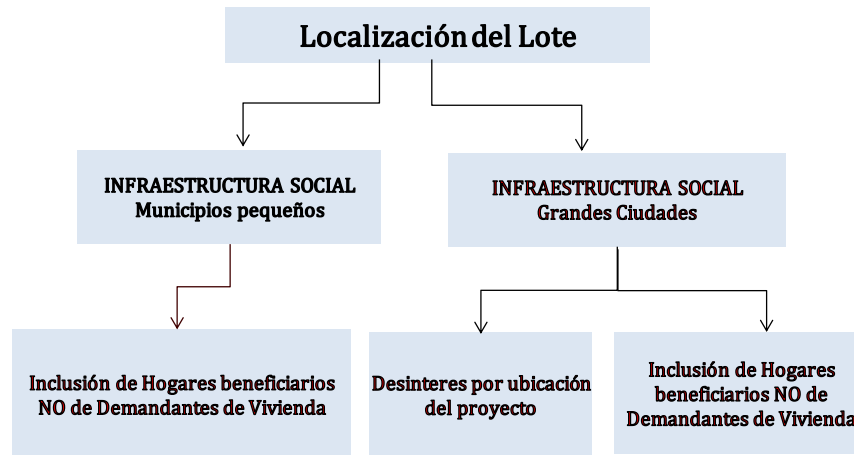 Localización del Lote
INFRAESTRUCTURA SOCIAL
Municipios pequeños
INFRAESTRUCTURA SOCIAL
Grandes Ciudades
Inclusión de Hogares beneficiarios
NO de Demandantes de Vivienda
Desinteres por ubicación
del proyecto
Inclusión de Hogares
beneficiarios NO de
Demandantes de Vivienda